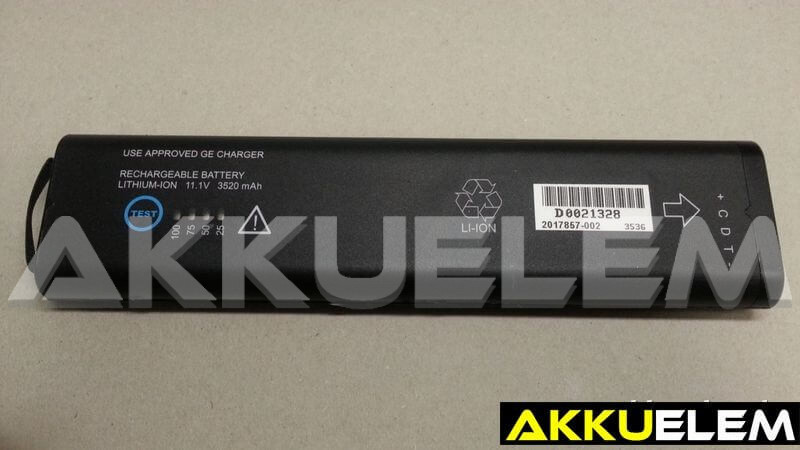 USE APPROVED GE CHARGER
RECHARGEABLE BATTERY
LITHIUM-ION 11.1V 3520 mAh
TEST
100 75 50 25
LI-ION
D0021328
2017857-002 3536
+ C D T -
AKKUELEM
AKKUELEM